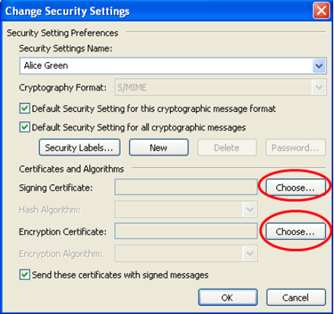 Change Security Settings
Security Setting Preferences
Security Settings Name:
Alice Green
Cryptography Format: S/MIME
Default Security Setting for this cryptographic message format
Default Security Setting for all cryptographic messages
Security Labels... New Delete Password...
Certificates and Algorithms
Signing Certificate: Choose...
Hash Algorithm:
Encryption Certificate: Choose...
Encryption Algorithm:
Send these certificates with signed messages
OK Cancel